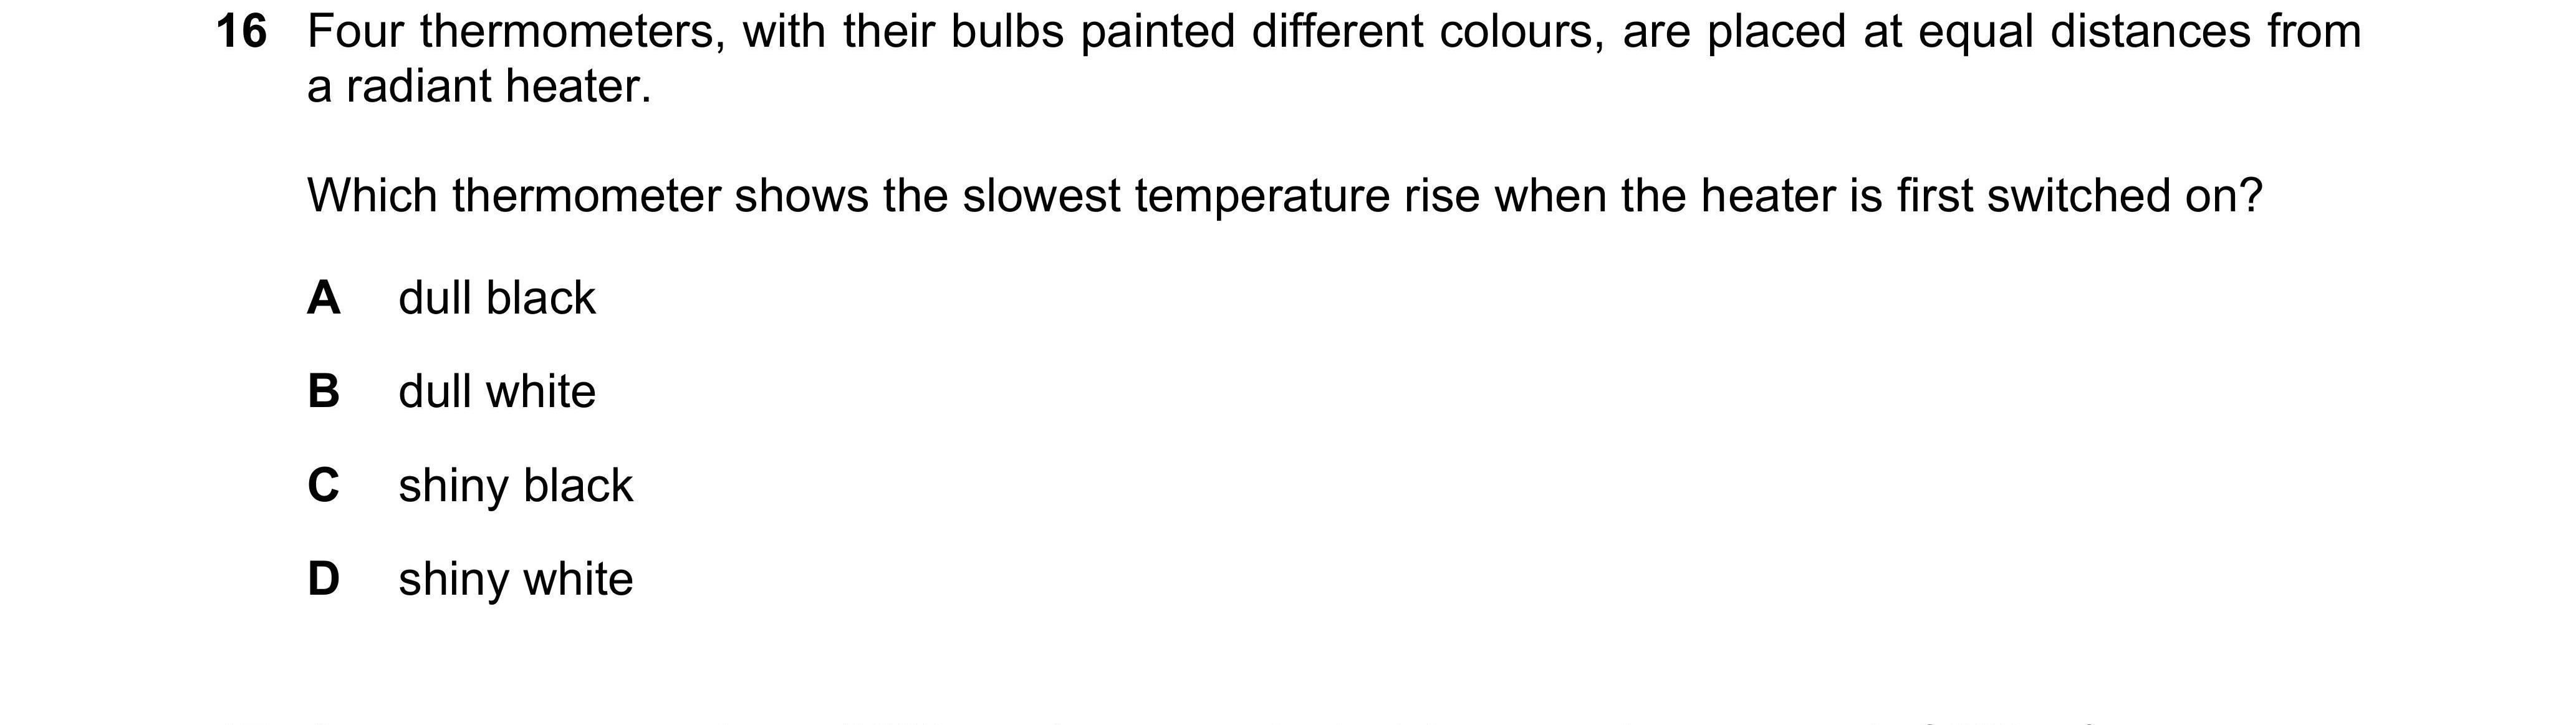 16 Four thermometers, with their bulbs painted different colours, are placed at equal distances from
a radiant heater.
Which thermometer shows the slowest temperature rise when the heater is first switched on?
A dull black
B dull white
C shiny black
D shiny white